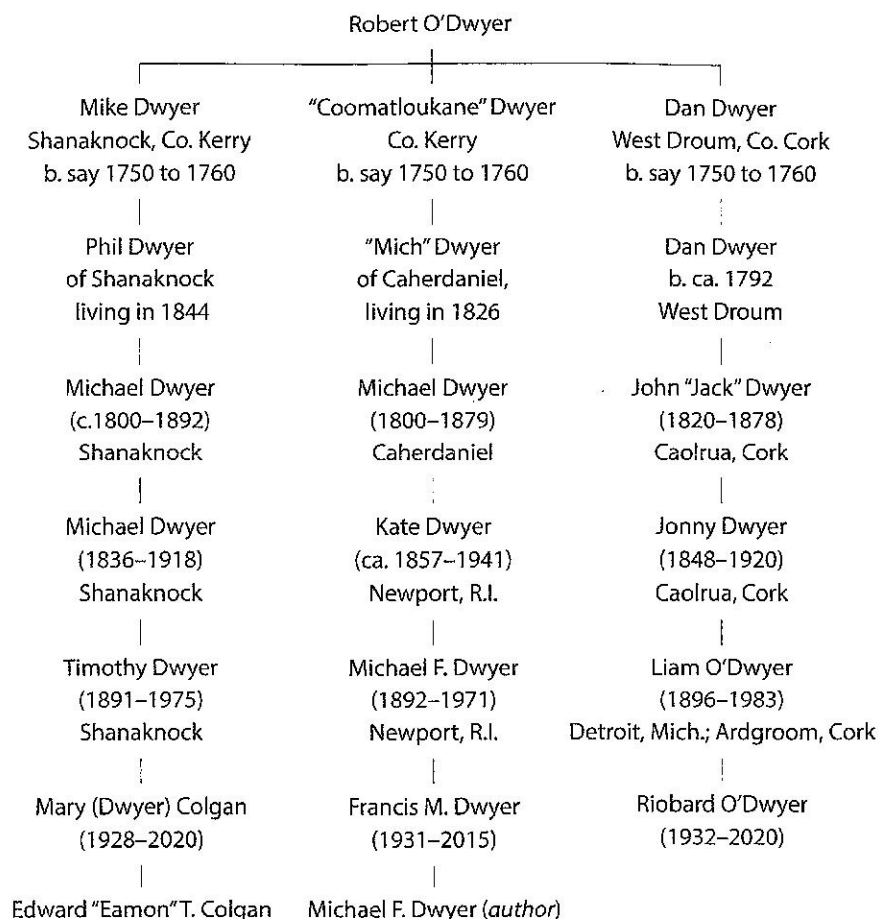 Robert O'Dwyer
Mike Dwyer
Shanaknock, Co. Kerry
b. say 1750 to 1760
"Coomatloukane" Dwyer
Co. Kerry
b. say 1750 to 1760
Dan Dwyer
West Droum, Co. Cork
b. say 1750 to 1760
Phil Dwyer
of Shanaknock
living in 1844
"Mich" Dwyer
of Caherdaniel,
living in 1826
Dan Dwyer
b. ca. 1792
West Droum
Michael Dwyer
(c.1800–1892)
Shanaknock
Michael Dwyer
(1800–1879)
Caherdaniel
John "Jack" Dwyer
(1820–1878)
Caolrua, Cork
Michael Dwyer
(1836–1918)
Shanaknock
Kate Dwyer
(ca. 1857–1941)
Newport, R.I.
Jonny Dwyer
(1848–1920)
Caolrua, Cork
Timothy Dwyer
(1891–1975)
Shanaknock
Michael F. Dwyer
(1892–1971)
Newport, R.I.
Liam O'Dwyer
(1896–1983)
Detroit, Mich.; Ardgroom, Cork
Mary (Dwyer) Colgan
(1928–2020)
Francis M. Dwyer
(1931–2015)
Riobard O'Dwyer
(1932–2020)
Edward "Eamon" T. Colgan
Michael F. Dwyer (author)